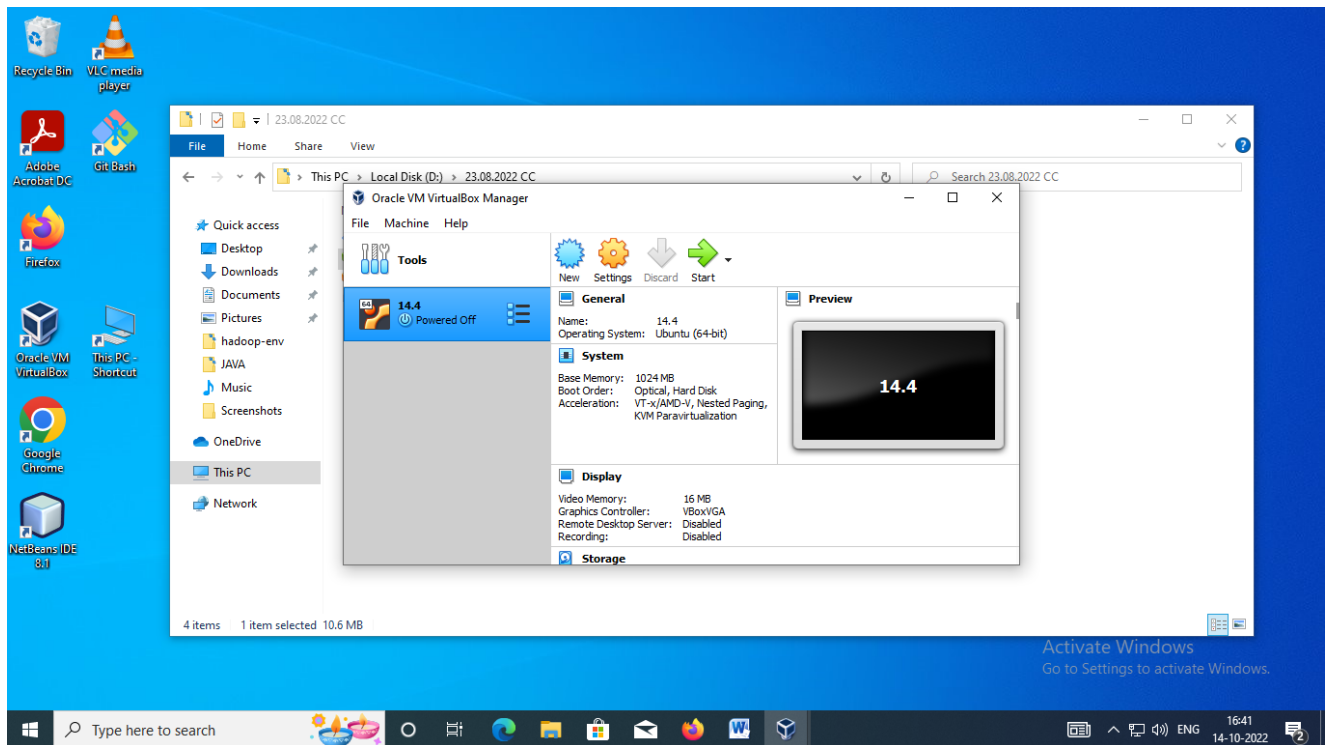 Recycle Bin
VLC media
player
Adobe
Acrobat DC
Git Bash
Firefox
Oracle VM
VirtualBox
This PC -
Shortcut
Google
Chrome
NetBeans IDE
8.1
23.08.2022 CC
File Home Share View
This PC > Local Disk (D:) > 23.08.2022 CC
Search 23.08.2022 CC
Quick access
Desktop
Downloads
Documents
Pictures
hadoop-env
JAVA
Music
Screenshots
OneDrive
This PC
Network
4 items 1 item selected 10.6 MB
Oracle VM VirtualBox Manager
File Machine Help
Tools
New Settings Discard Start
64
14.4
Powered Off
General
Name: 14.4
Operating System: Ubuntu (64-bit)
System
Base Memory: 1024 MB
Boot Order: Optical, Hard Disk
Acceleration: VT-x/AMD-V, Nested Paging,
KVM Paravirtualization
Preview
14.4
Display
Video Memory: 16 MB
Graphics Controller: VBoxVGA
Remote Desktop Server: Disabled
Recording: Disabled
Storage
Activate Windows
Go to Settings to activate Windows.
Type here to search
ENG
16:41
14-10-2022
2